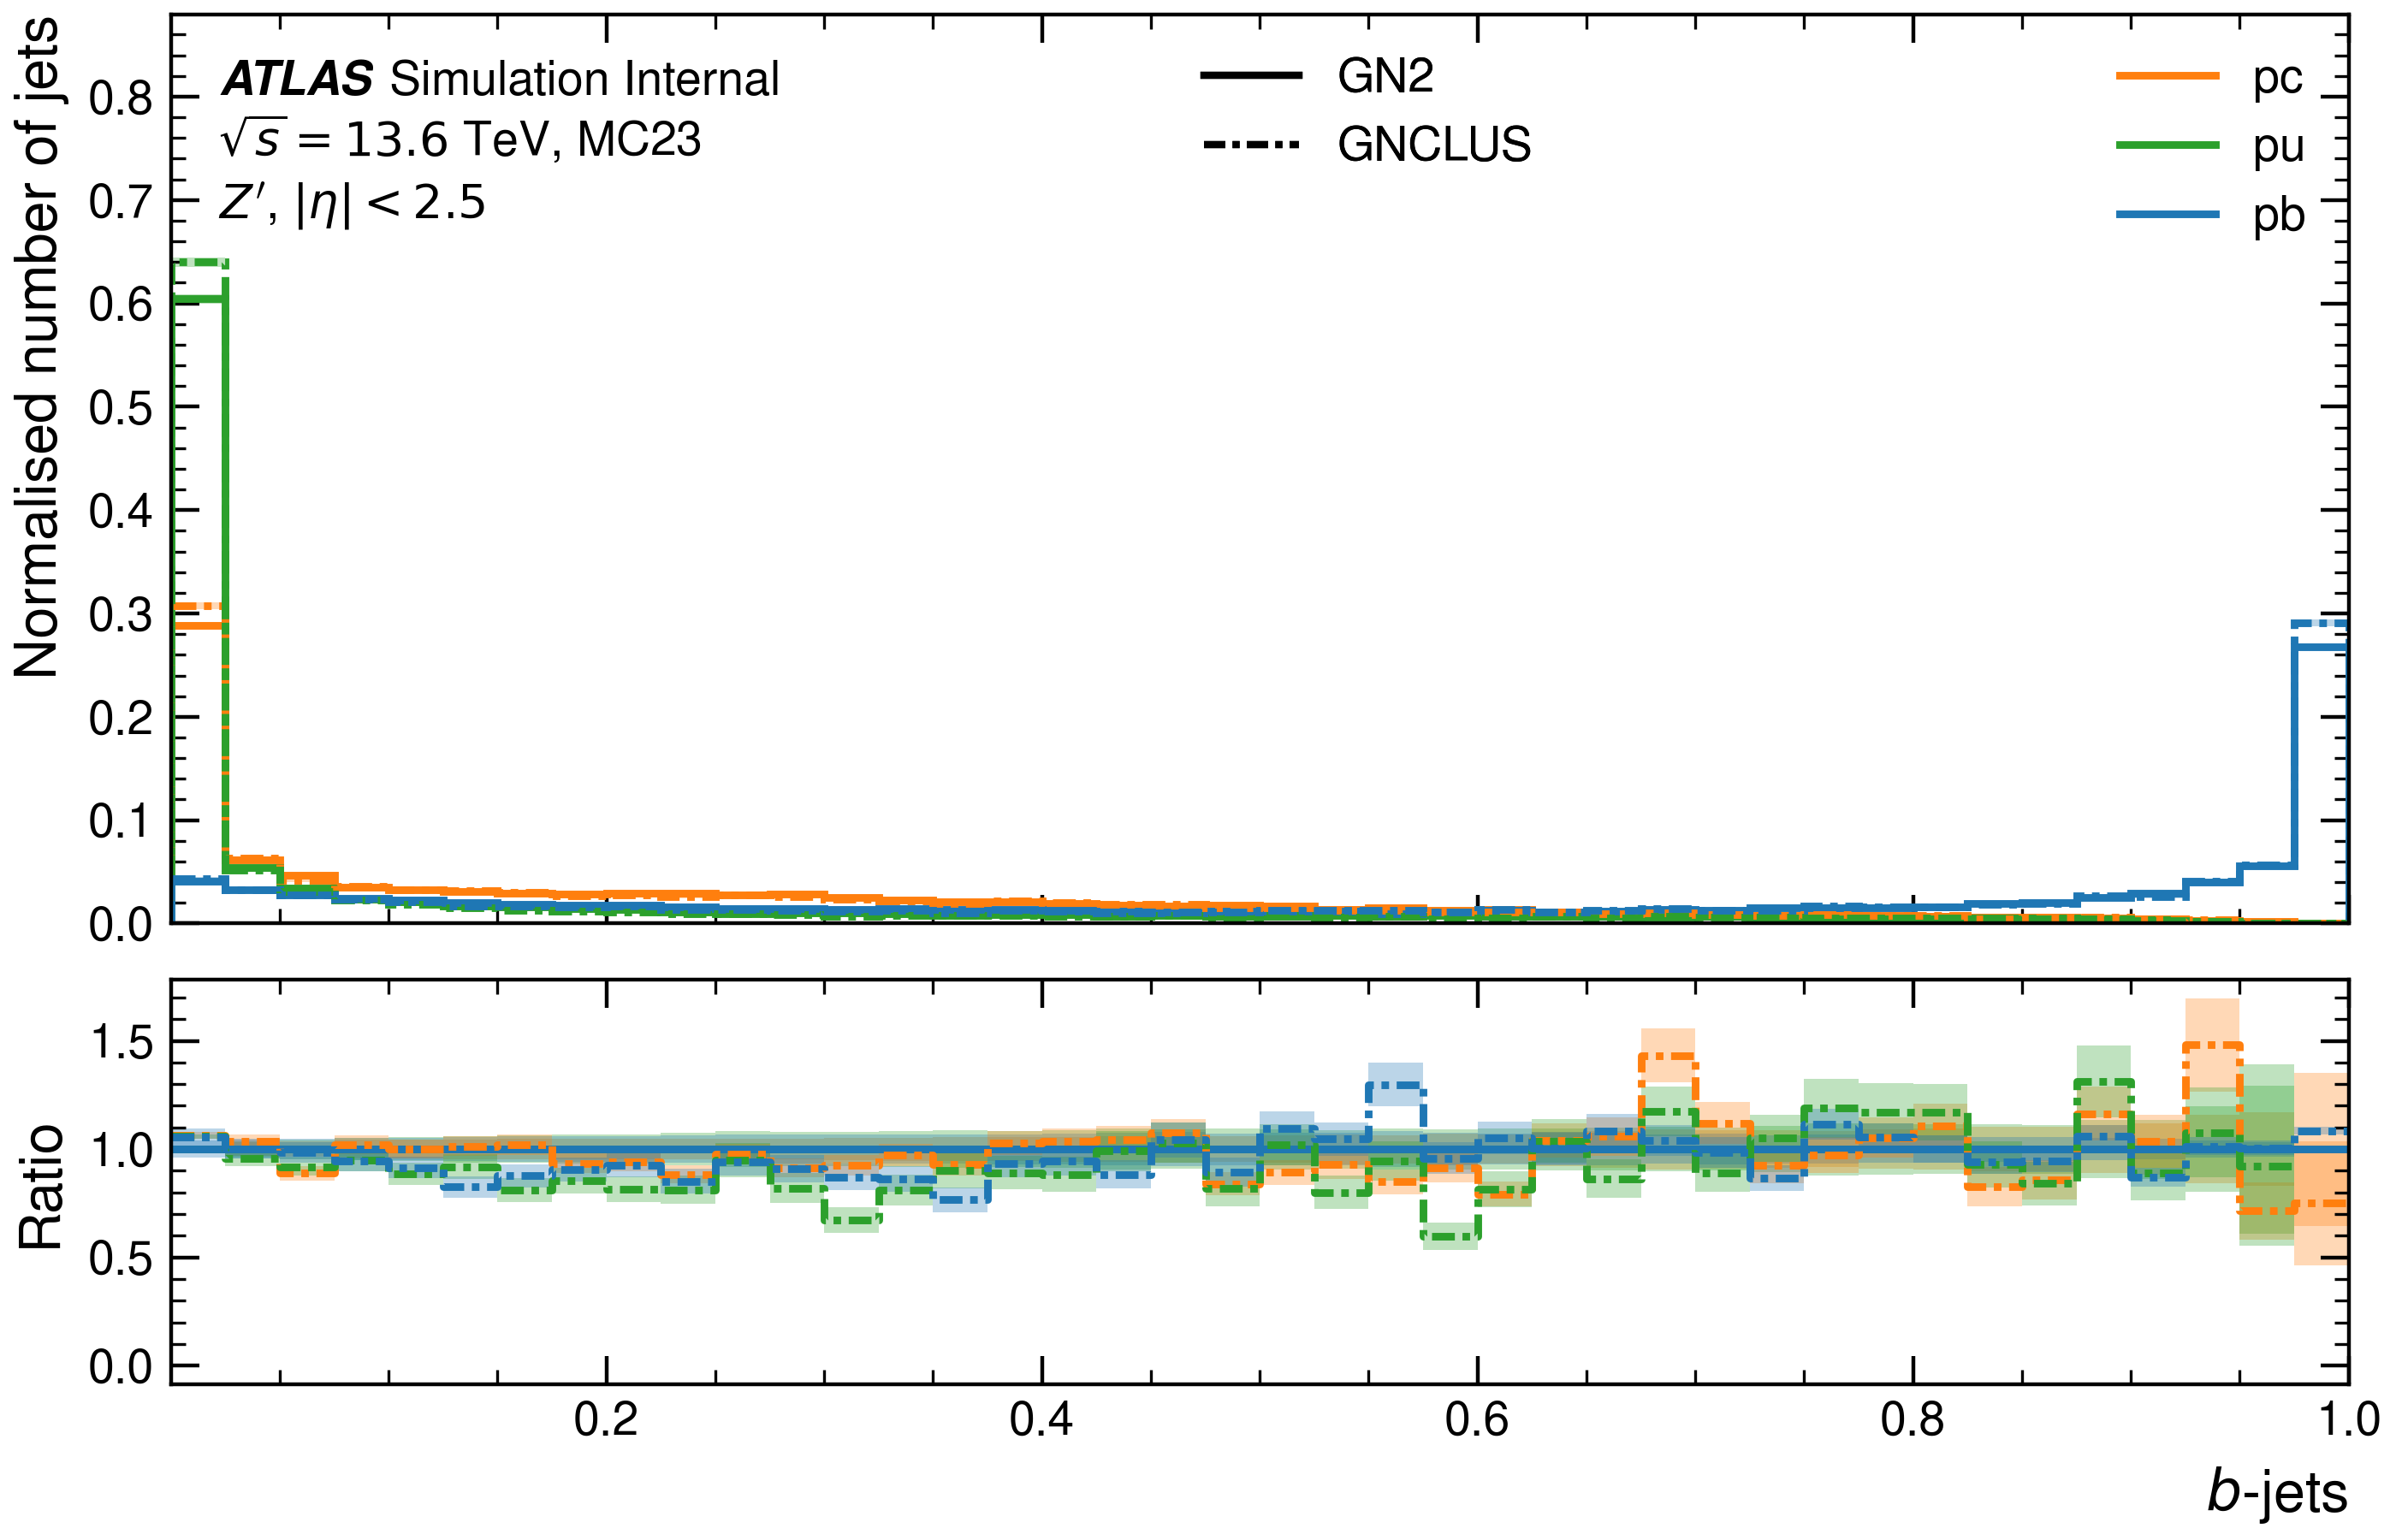 Normalised number of jets
ATLAS Simulation Internal
√s = 13.6 TeV, MC23
Z′, |η| < 2.5
GN2
GNCLUS
pc
pu
pb
0.8
0.7
0.6
0.5
0.4
0.3
0.2
0.1
0.0
Ratio
1.5
1.0
0.5
0.0
0.2 0.4 0.6 0.8 1.0
b-jets